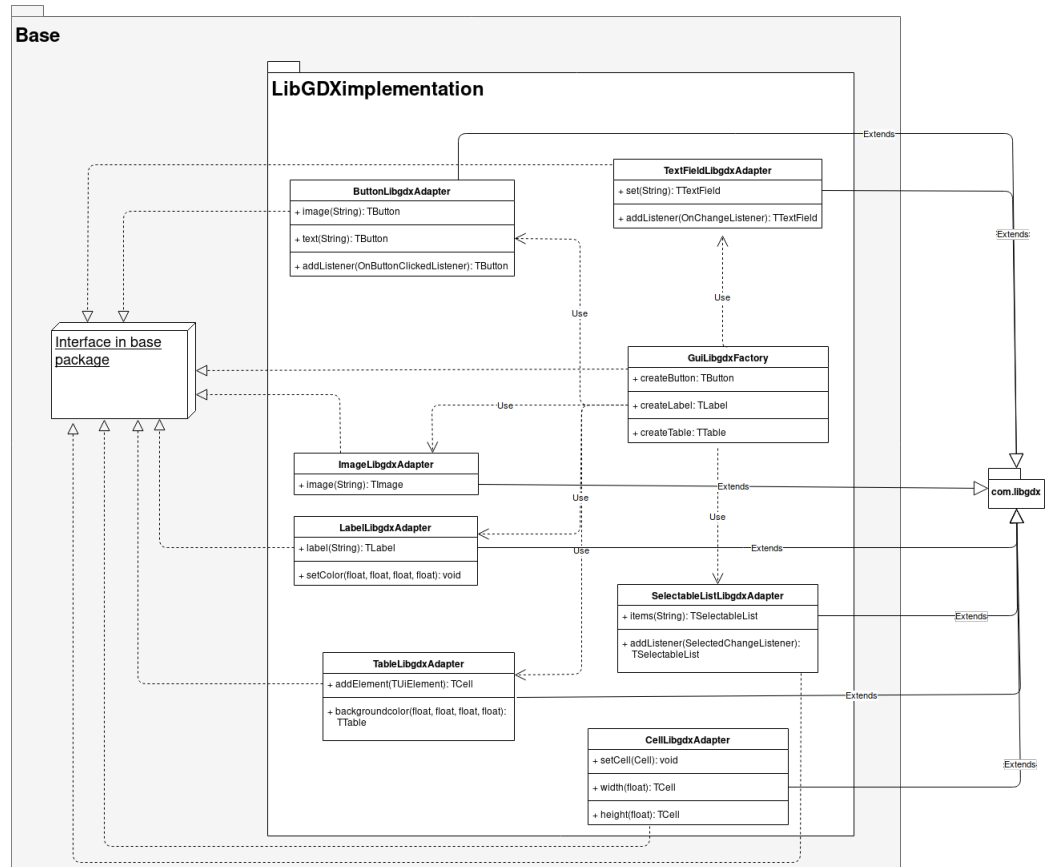 Base
LibGDXimplementation
Extends
TextFieldLibgdxAdapter
+ set(String): TTextField
+ addListener(OnChangeListener): TTextField
ButtonLibgdxAdapter
+ image(String): TButton
+ text(String): TButton
+ addListener(OnButtonClickedListener): TButton
Extends
Use
Use
Interface in base
package
GuiLibgdxFactory
+ createButton: TButton
+ createLabel: TLabel
+ createTable: TTable
Use
ImageLibgdxAdapter
+ image(String): TImage
Extends
com.libgdx
Use
Use
LabelLibgdxAdapter
+ label(String): TLabel
+ setColor(float, float, float, float): void
Extends
Use
SelectableListLibgdxAdapter
+ items(String): TSelectableList
+ addListener(SelectedChangeListener):
TSelectableList
Extends
TableLibgdxAdapter
+ addElement(TUiElement): TCell
+ backgroundcolor(float, float, float, float):
TTable
Extends
CellLibgdxAdapter
+ setCell(Cell): void
+ width(float): TCell
+ height(float): TCell
Extends